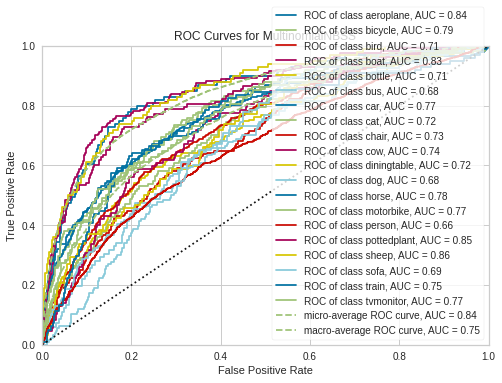 ROC Curves for MultinomialNBSS
ROC of class aeroplane, AUC = 0.84
ROC of class bicycle, AUC = 0.79
ROC of class bird, AUC = 0.71
ROC of class boat, AUC = 0.83
ROC of class bottle, AUC = 0.71
ROC of class bus, AUC = 0.68
ROC of class car, AUC = 0.77
ROC of class cat, AUC = 0.72
ROC of class chair, AUC = 0.73
ROC of class cow, AUC = 0.74
ROC of class diningtable, AUC = 0.72
ROC of class dog, AUC = 0.68
ROC of class horse, AUC = 0.78
ROC of class motorbike, AUC = 0.77
ROC of class person, AUC = 0.66
ROC of class pottedplant, AUC = 0.85
ROC of class sheep, AUC = 0.86
ROC of class sofa, AUC = 0.69
ROC of class train, AUC = 0.75
ROC of class tvmonitor, AUC = 0.77
micro-average ROC curve, AUC = 0.84
macro-average ROC curve, AUC = 0.75
True Positive Rate
1.0
0.8
0.6
0.4
0.2
0.0
0.0 0.2 0.4 0.6 0.8 1.0
False Positive Rate